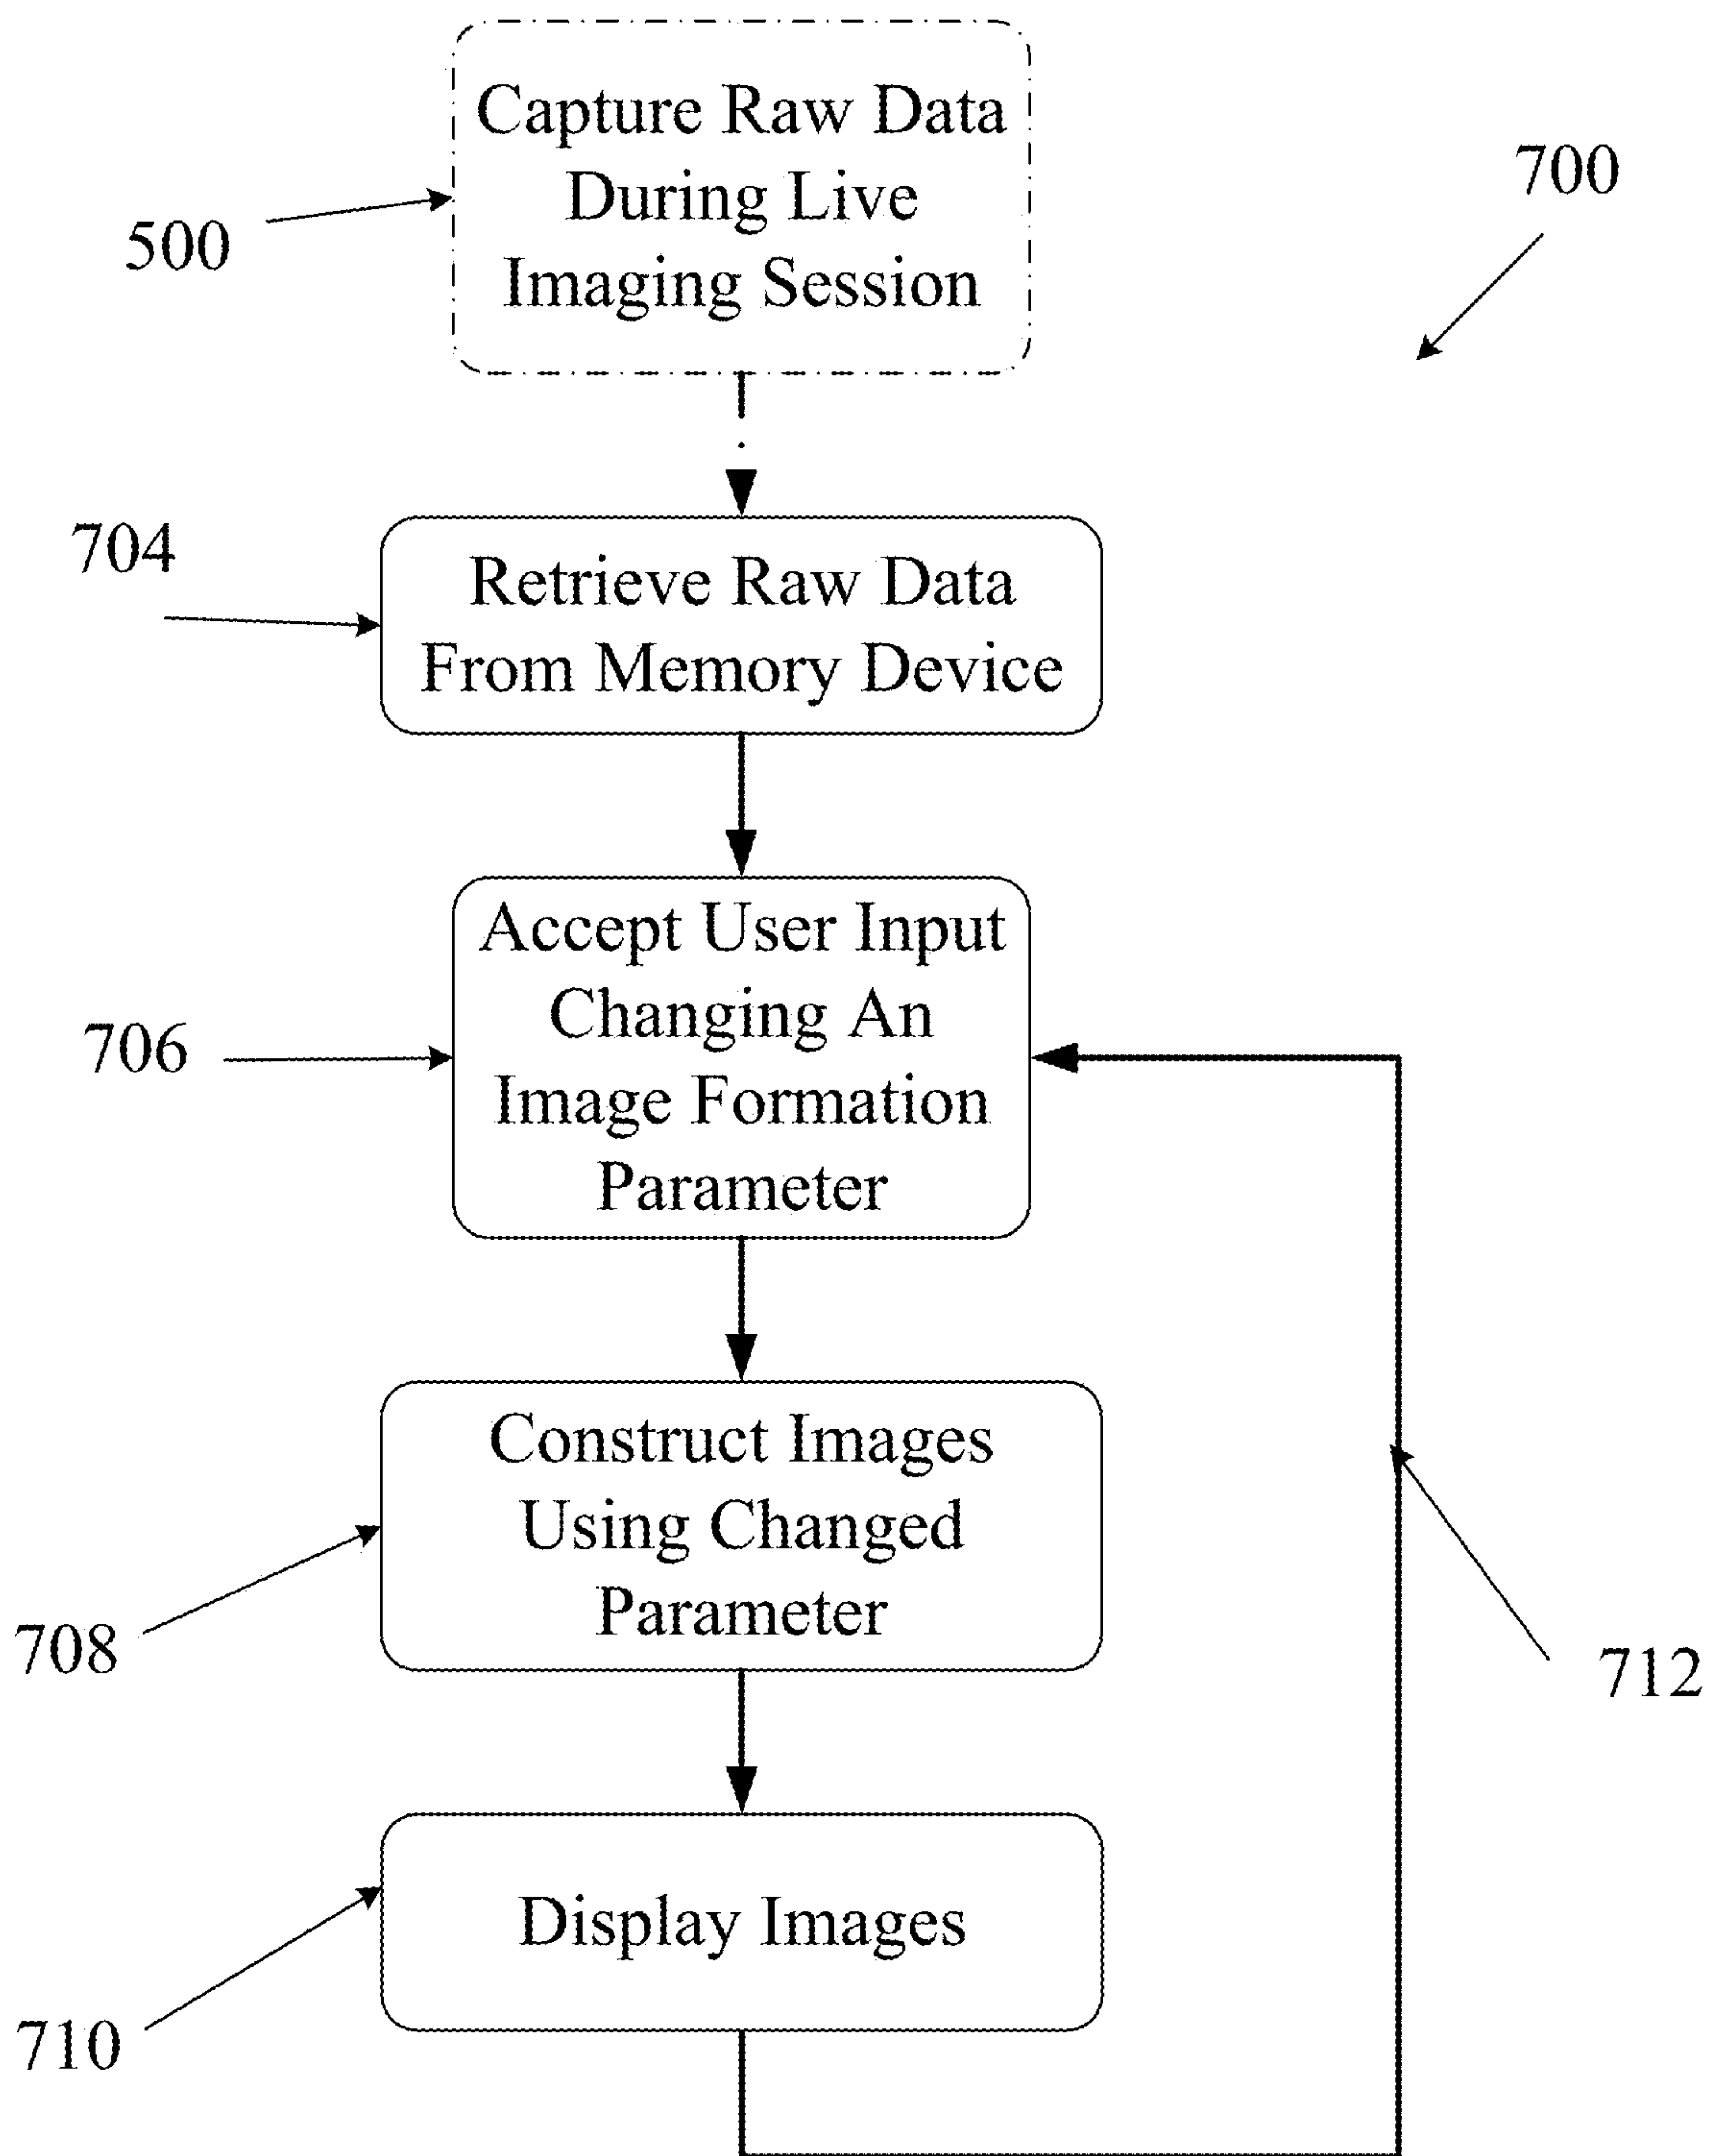 Capture Raw Data
During Live
Imaging Session
700
500
704
Retrieve Raw Data
From Memory Device
Accept User Input
Changing An
Image Formation
Parameter
706
Construct Images
Using Changed
Parameter
708
712
Display Images
710